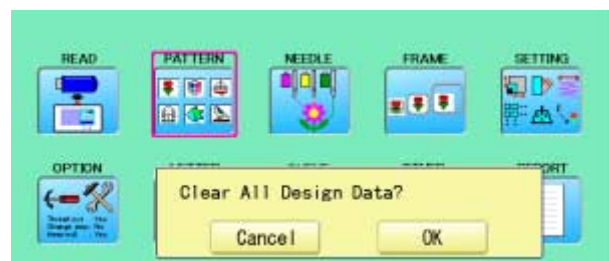 READ PATTERN NEEDLE FRAME SETTING
OPTION
Clear All Design Data?
Cancel OK